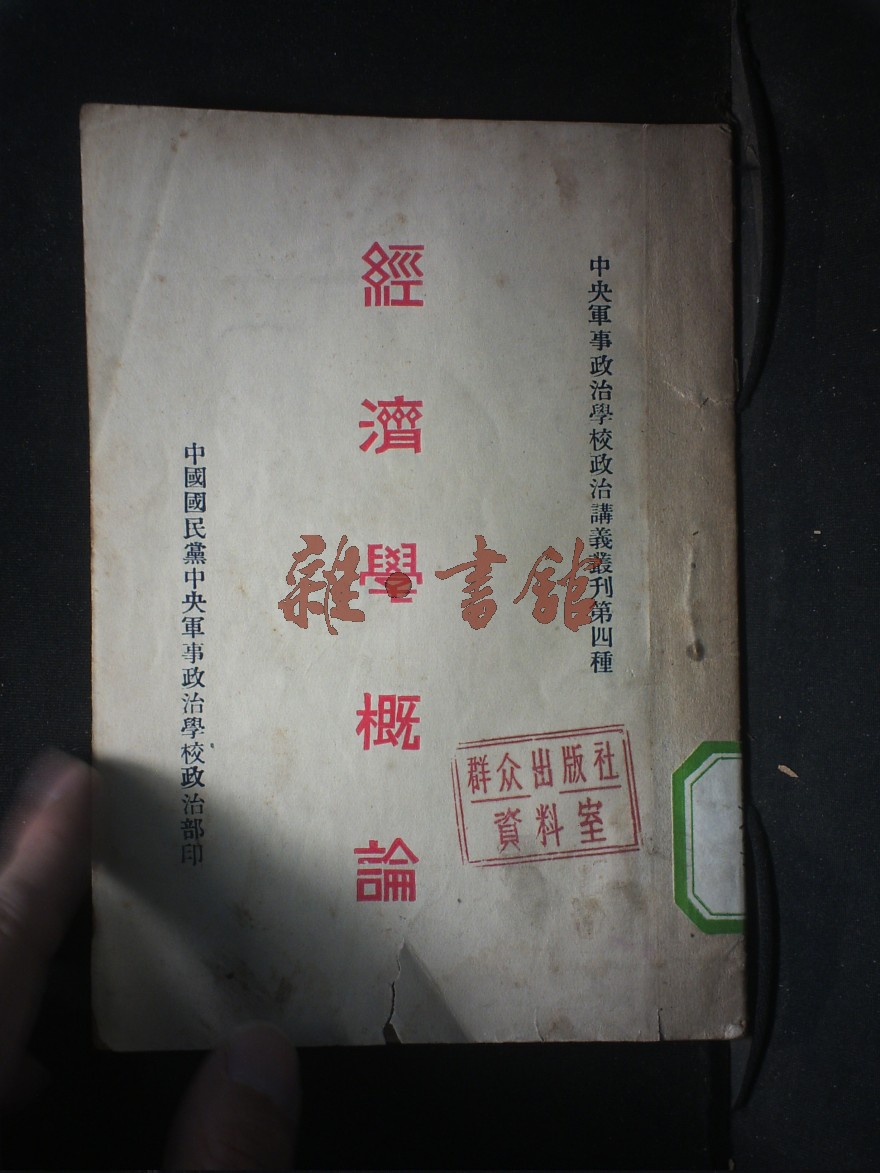 中央軍事政治學校政治講義叢刊第四種
經濟學概論
中國國民黨中央軍事政治學校政治部印
群众出版社
資料室
雜書館